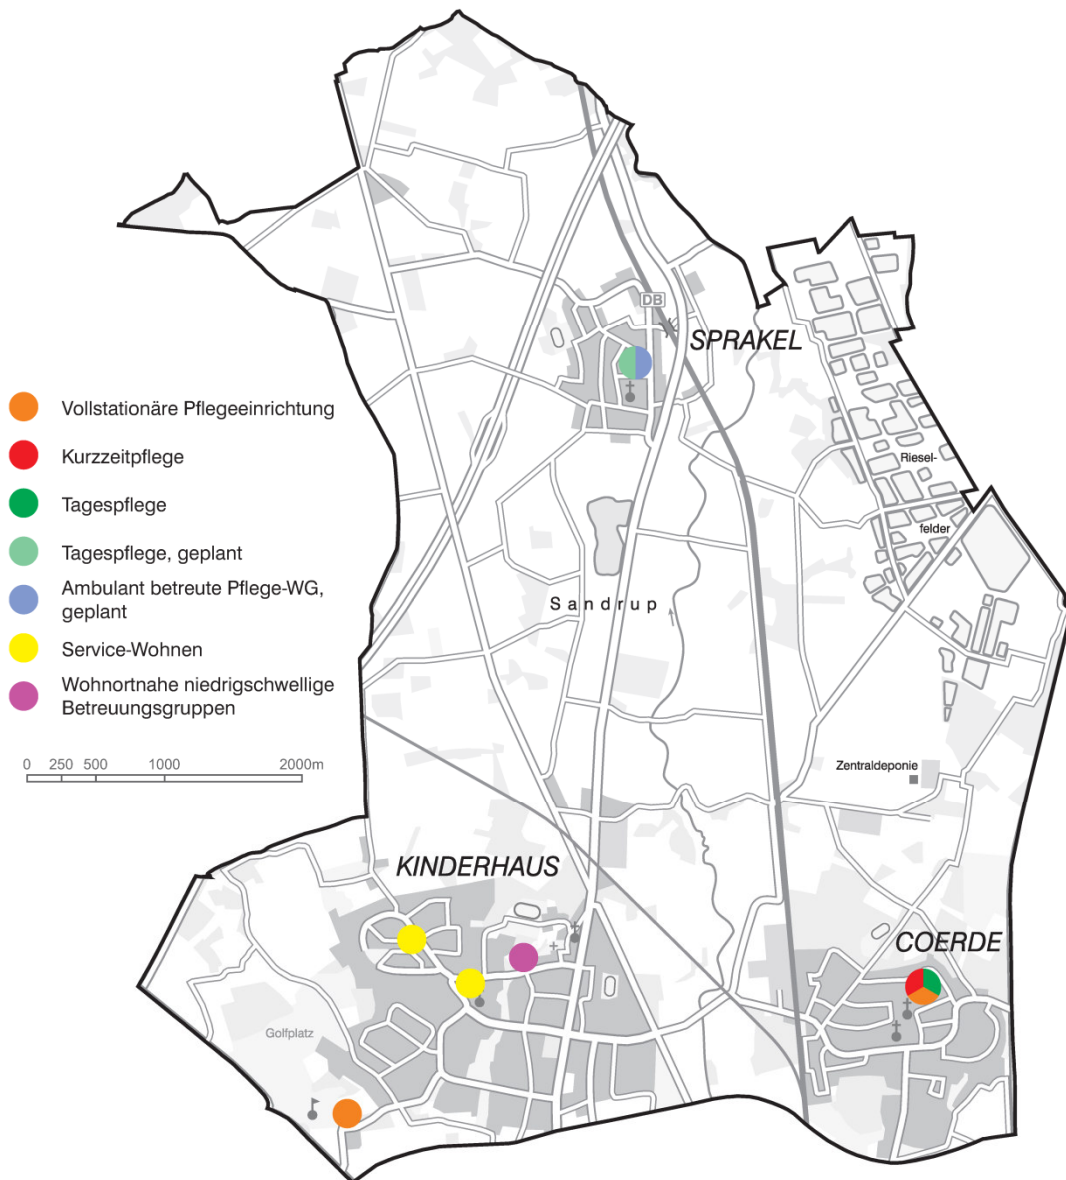 DB
SPRAKEL
Vollstationäre Pflegeeinrichtung
Kurzzeitpflege
Tagespflege
Tagespflege, geplant
Ambulant betreute Pflege-WG,
geplant
Service-Wohnen
Wohnortnahe niedrigschwellige
Betreuungsgruppen
0 250 500 1000 2000m
Riesel-
felder
Sandrup
Zentraldeponie
KINDERHAUS
COERDE
Golfplatz